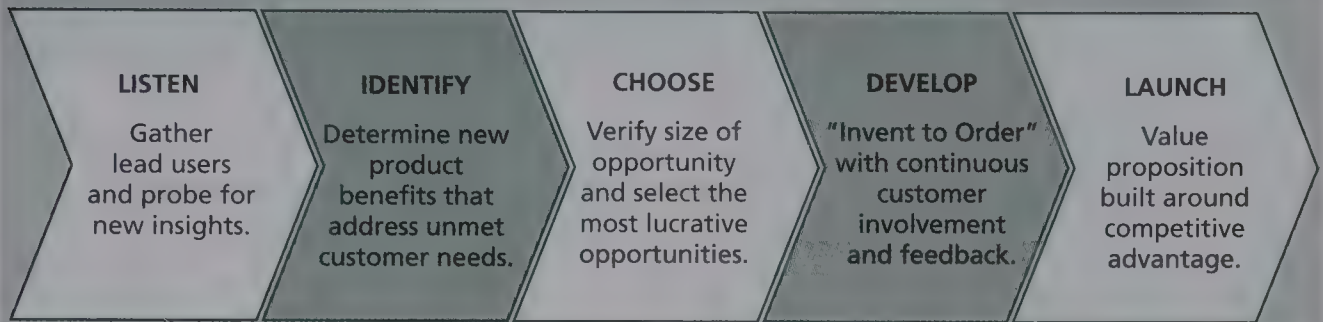 LISTEN
Gather
lead users
and probe for
new insights.
IDENTIFY
Determine new
product
benefits that
address unmet
customer needs.
CHOOSE
Verify size of
opportunity
and select the
most lucrative
opportunities.
DEVELOP
"Invent to Order"
with continuous
customer
involvement
and feedback.
LAUNCH
Value
proposition
built around
competitive
advantage.